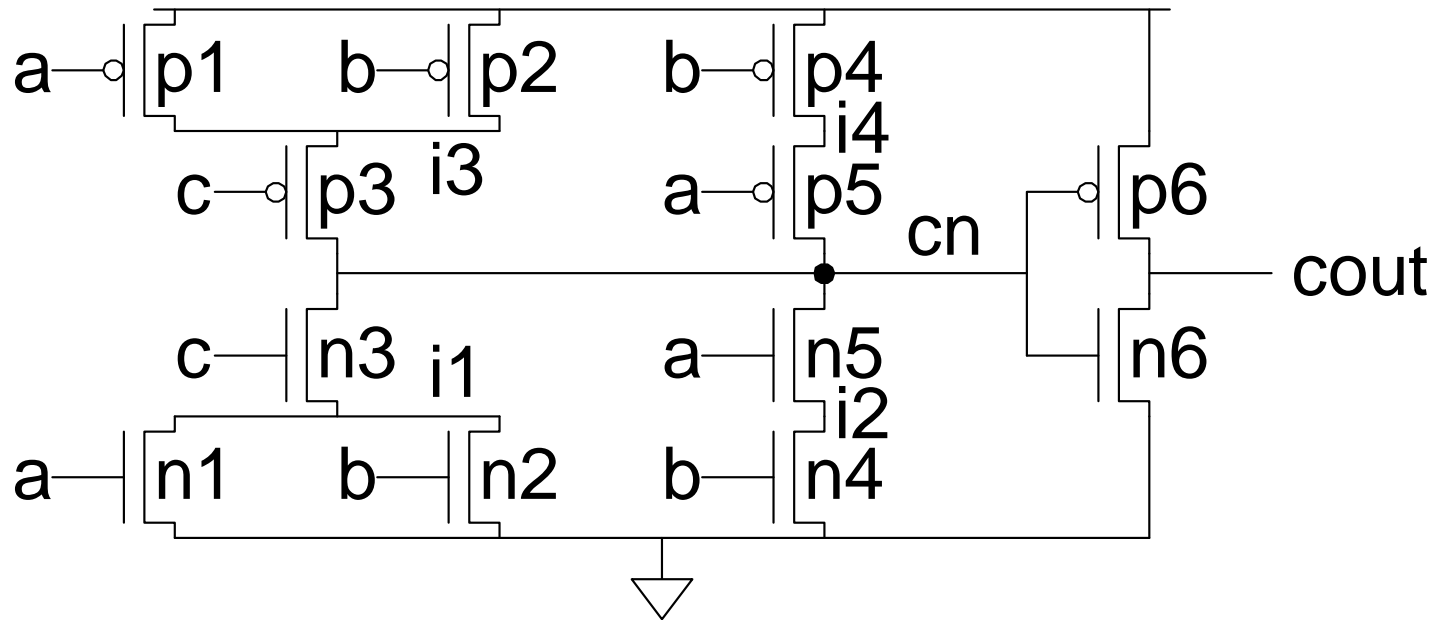 a p1 b p2 b p4
i4
c p3 i3 a p5 p6
cn
cout
c n3 i1 a n5 n6
i2
a n1 b n2 b n4